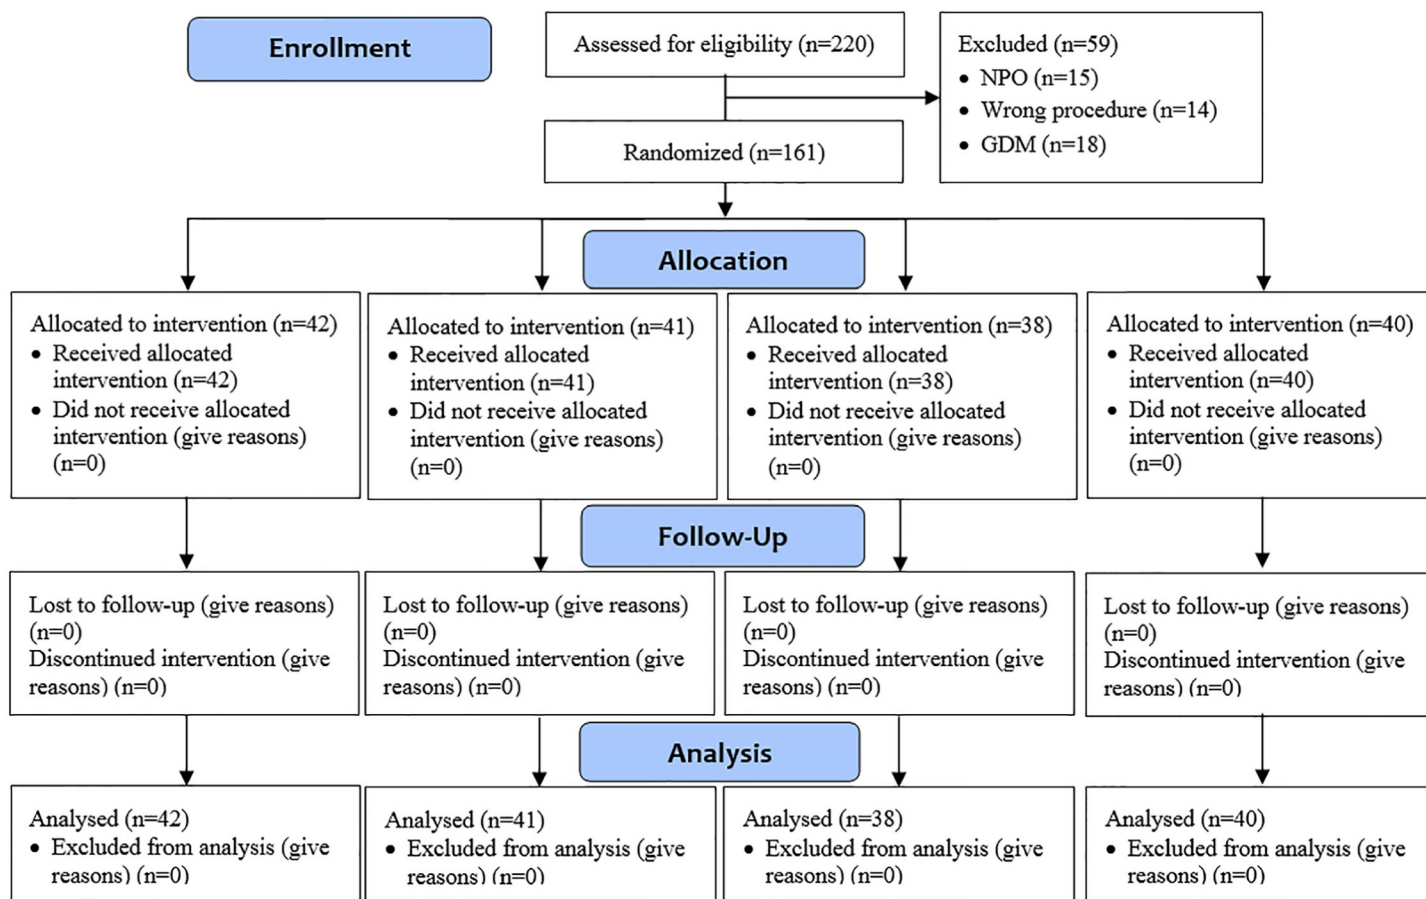 Enrollment
Assessed for eligibility (n=220)
Excluded (n=59)
• NPO (n=15)
• Wrong procedure (n=14)
• GDM (n=18)
Randomized (n=161)
Allocation
Allocated to intervention (n=42)
• Received allocated
intervention (n=42)
• Did not receive allocated
intervention (give reasons)
(n=0)
Allocated to intervention (n=41)
• Received allocated
intervention (n=41)
• Did not receive allocated
intervention (give reasons)
(n=0)
Allocated to intervention (n=38)
• Received allocated
intervention (n=38)
• Did not receive allocated
intervention (give reasons)
(n=0)
Allocated to intervention (n=40)
• Received allocated
intervention (n=40)
• Did not receive allocated
intervention (give reasons)
(n=0)
Follow-Up
Lost to follow-up (give reasons)
(n=0)
Discontinued intervention (give
reasons) (n=0)
Lost to follow-up (give reasons)
(n=0)
Discontinued intervention (give
reasons) (n=0)
Lost to follow-up (give reasons)
(n=0)
Discontinued intervention (give
reasons) (n=0)
Lost to follow-up (give reasons)
(n=0)
Discontinued intervention (give
reasons) (n=0)
Analysis
Analysed (n=42)
• Excluded from analysis (give
reasons) (n=0)
Analysed (n=41)
• Excluded from analysis (give
reasons) (n=0)
Analysed (n=38)
• Excluded from analysis (give
reasons) (n=0)
Analysed (n=40)
• Excluded from analysis (give
reasons) (n=0)